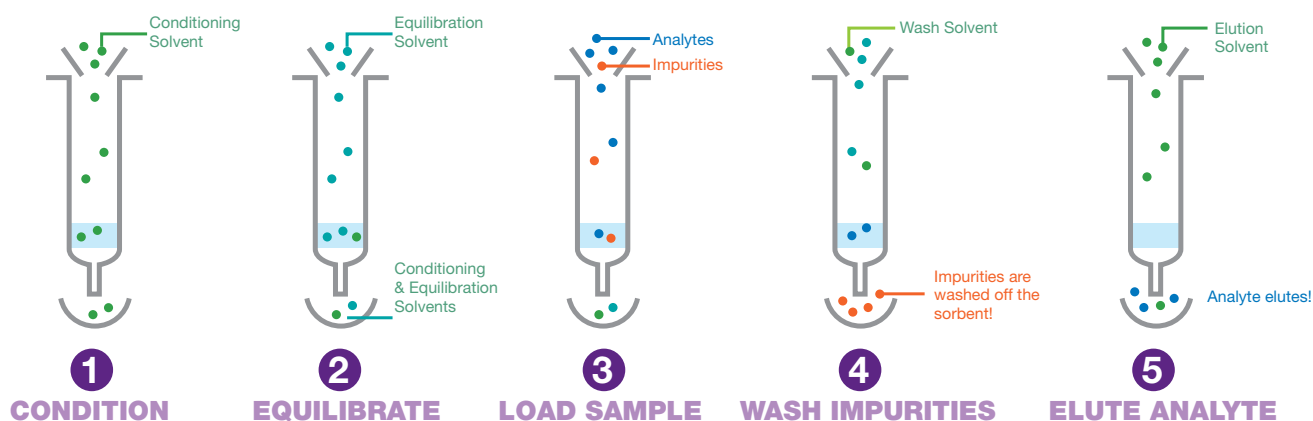 Conditioning
Solvent
Equilibration
Solvent
Conditioning
& Equilibration
Solvents
Analytes
Impurities
Wash Solvent
Impurities are
washed off the
sorbent!
Elution
Solvent
Analyte elutes!
1
CONDITION
2
EQUILIBRATE
3
LOAD SAMPLE
4
WASH IMPURITIES
5
ELUTE ANALYTE